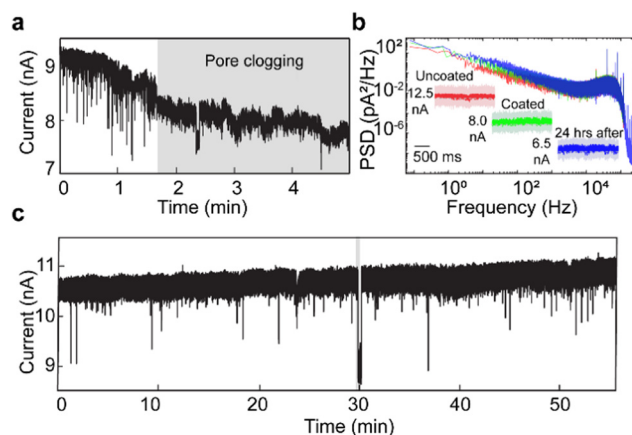 a
Pore clogging
Current (nA)
9
8
7
0 1 2 3 4
Time (min)
b
PSD (pA²/Hz)
10²
10⁻²
10⁻⁶
Uncoated
12.5
nA
Coated
8.0
nA
24 hrs after
6.5
nA
500 ms
10⁰ 10² 10⁴
Frequency (Hz)
c
Current (nA)
11
10
9
0 10 20 30 40 50
Time (min)